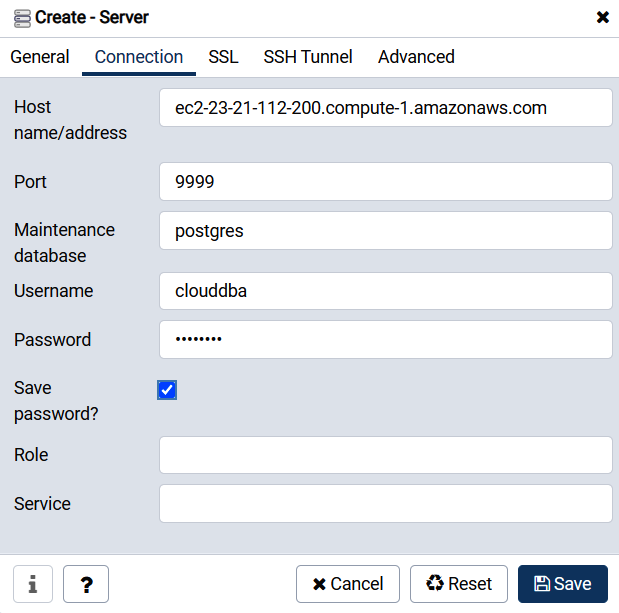 Create - Server
General Connection SSL SSH Tunnel Advanced
Host name/address
ec2-23-21-112-200.compute-1.amazonaws.com
Port
9999
Maintenance database
postgres
Username
clouddba
Password
••••••••
Save password?
Role
Service
i ? Cancel Reset Save